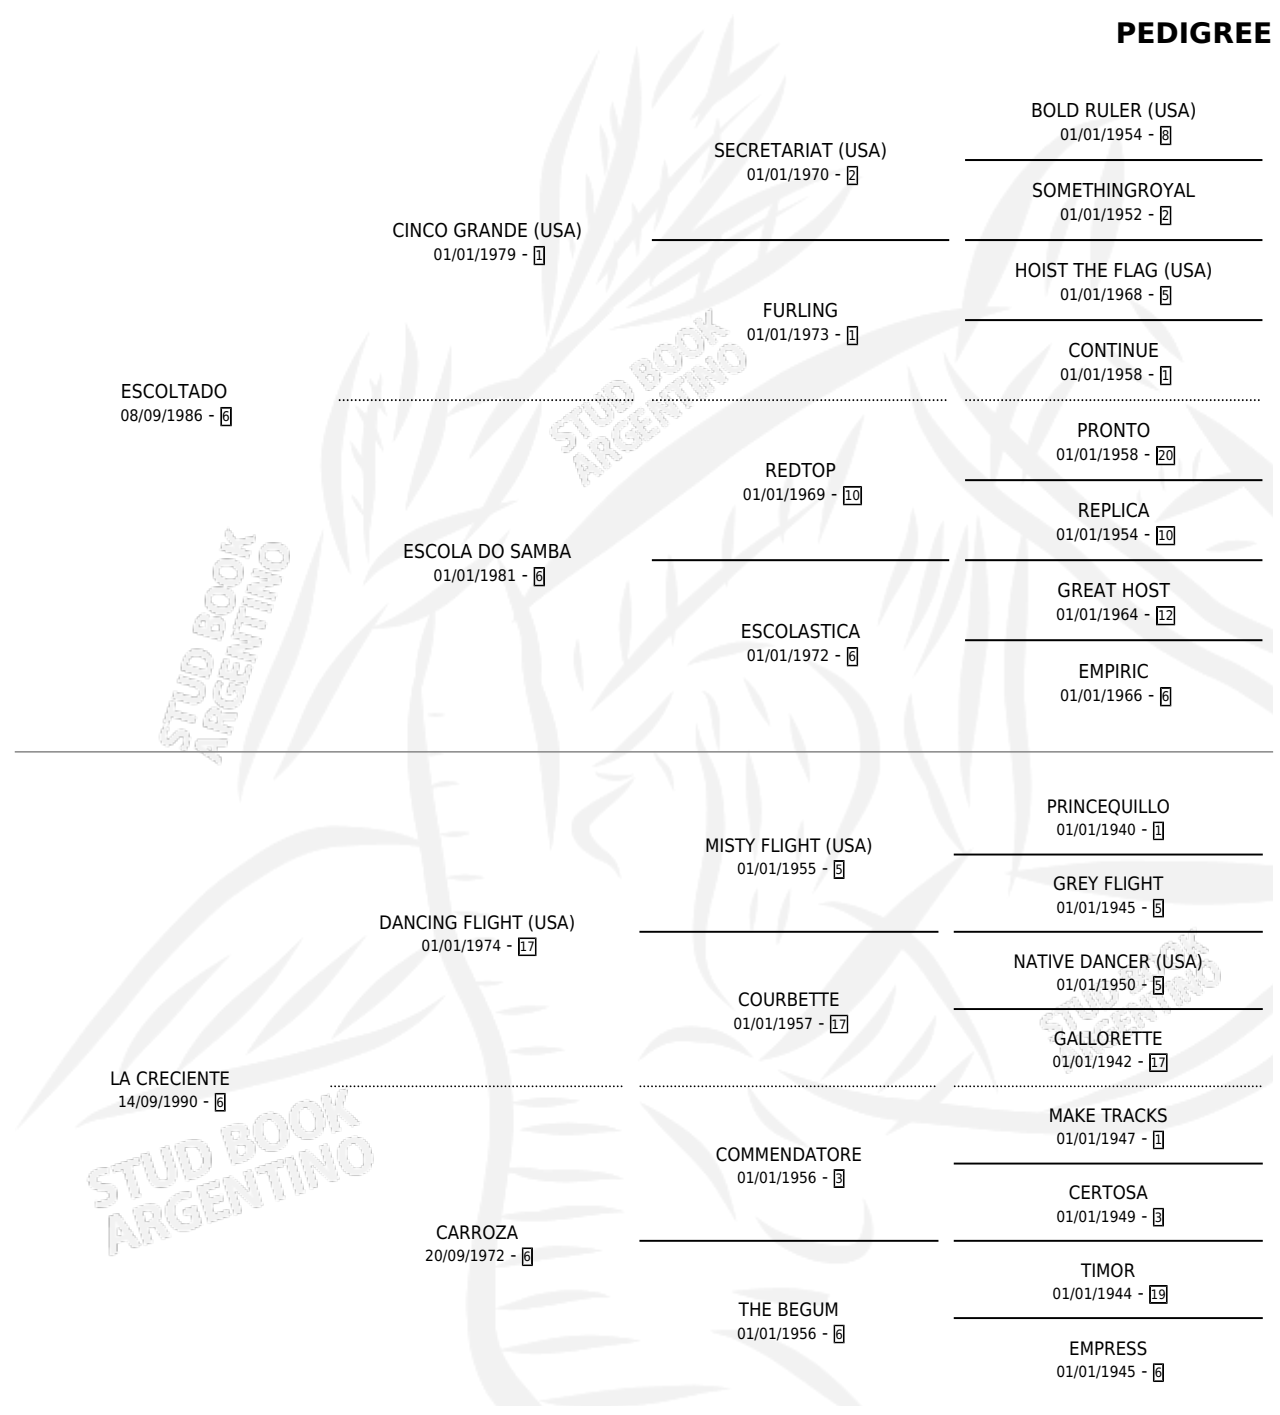 PEDIGREE
BOLD RULER (USA)
01/01/1954 - 8
SECRETARIAT (USA)
01/01/1970 - 2
SOMETHINGROYAL
01/01/1952 - 2
CINCO GRANDE (USA)
01/01/1979 - 1
HOIST THE FLAG (USA)
01/01/1968 - 5
FURLING
01/01/1973 - 1
CONTINUE
01/01/1958 - 1
ESCOLTADO
08/09/1986 - 6
PRONTO
01/01/1958 - 20
REDTOP
01/01/1969 - 10
REPLICA
01/01/1954 - 10
ESCOLA DO SAMBA
01/01/1981 - 6
GREAT HOST
01/01/1964 - 12
ESCOLASTICA
01/01/1972 - 6
EMPIRIC
01/01/1966 - 6
STUD BOOK
ARGENTINO
STUD BOOK
ARGENTINO
PRINCEQUILLO
01/01/1940 - 1
MISTY FLIGHT (USA)
01/01/1955 - 5
GREY FLIGHT
01/01/1945 - 5
DANCING FLIGHT (USA)
01/01/1974 - 17
NATIVE DANCER (USA)
01/01/1950 - 5
COURBETTE
01/01/1957 - 17
GALLORETTE
01/01/1942 - 17
LA CRECIENTE
14/09/1990 - 6
MAKE TRACKS
01/01/1947 - 1
COMMENDATORE
01/01/1956 - 3
CERTOSA
01/01/1949 - 3
CARROZA
20/09/1972 - 6
TIMOR
01/01/1944 - 19
THE BEGUM
01/01/1956 - 6
EMPRESS
01/01/1945 - 6
STUD BOOK
ARGENTINO
STUD BOOK
ARGENTINO